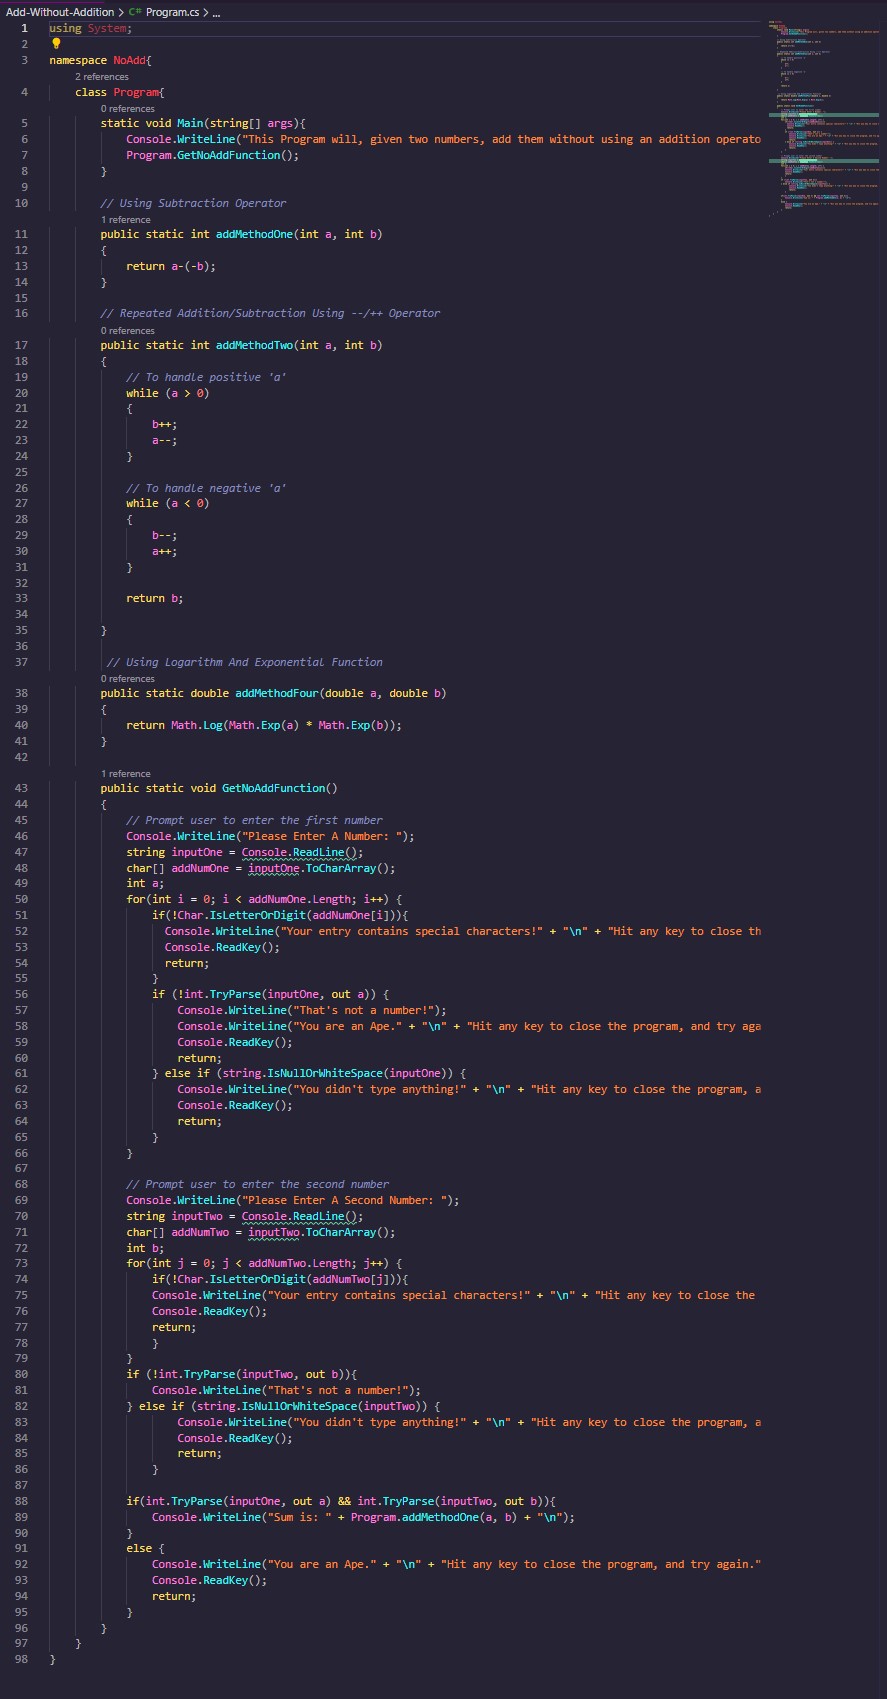 Add-Without-Addition > C# Program.cs > ...
1 using System;
2
3 namespace NoAdd{
2 references
4 class Program{
0 references
5 static void Main(string[] args){
6 Console.WriteLine("This Program will, given two numbers, add them without using an addition operato
7 Program.GetNoAddFunction();
8 }
9
10 // Using Subtraction Operator
1 reference
11 public static int addMethodOne(int a, int b)
12 {
13 return a-(-b);
14 }
15
16 // Repeated Addition/Subtraction Using --/++ Operator
0 references
17 public static int addMethodTwo(int a, int b)
18 {
19 // To handle positive 'a'
20 while (a > 0)
21 {
22 b++;
23 a--;
24 }
25
26 // To handle negative 'a'
27 while (a < 0)
28 {
29 b--;
30 a++;
31 }
32
33 return b;
34
35 }
36
37 // Using Logarithm And Exponential Function
0 references
38 public static double addMethodFour(double a, double b)
39 {
40 return Math.Log(Math.Exp(a) * Math.Exp(b));
41 }
42
1 reference
43 public static void GetNoAddFunction()
44 {
45 // Prompt user to enter the first number
46 Console.WriteLine("Please Enter A Number: ");
47 string inputOne = Console.ReadLine();
48 char[] addNumOne = inputOne.ToCharArray();
49 int a;
50 for(int i = 0; i < addNumOne.Length; i++) {
51 if(!Char.IsLetterOrDigit(addNumOne[i])){
52 Console.WriteLine("Your entry contains special characters!" + "\n" + "Hit any key to close th
53 Console.ReadKey();
54 return;
55 }
56 if (!int.TryParse(inputOne, out a)) {
57 Console.WriteLine("That's not a number!");
58 Console.WriteLine("You are an Ape." + "\n" + "Hit any key to close the program, and try aga
59 Console.ReadKey();
60 return;
61 } else if (string.IsNullOrWhiteSpace(inputOne)) {
62 Console.WriteLine("You didn't type anything!" + "\n" + "Hit any key to close the program, a
63 Console.ReadKey();
64 return;
65 }
66 }
67
68 // Prompt user to enter the second number
69 Console.WriteLine("Please Enter A Second Number: ");
70 string inputTwo = Console.ReadLine();
71 char[] addNumTwo = inputTwo.ToCharArray();
72 int b;
73 for(int j = 0; j < addNumTwo.Length; j++) {
74 if(!Char.IsLetterOrDigit(addNumTwo[j])){
75 Console.WriteLine("Your entry contains special characters!" + "\n" + "Hit any key to close the
76 Console.ReadKey();
77 return;
78 }
79 }
80 if (!int.TryParse(inputTwo, out b)){
81 Console.WriteLine("That's not a number!");
82 } else if (string.IsNullOrWhiteSpace(inputTwo)) {
83 Console.WriteLine("You didn't type anything!" + "\n" + "Hit any key to close the program, a
84 Console.ReadKey();
85 return;
86 }
87
88 if(int.TryParse(inputOne, out a) && int.TryParse(inputTwo, out b)){
89 Console.WriteLine("Sum is: " + Program.addMethodOne(a, b) + "\n");
90 }
91 else {
92 Console.WriteLine("You are an Ape." + "\n" + "Hit any key to close the program, and try again."
93 Console.ReadKey();
94 return;
95 }
96 }
97 }
98 }